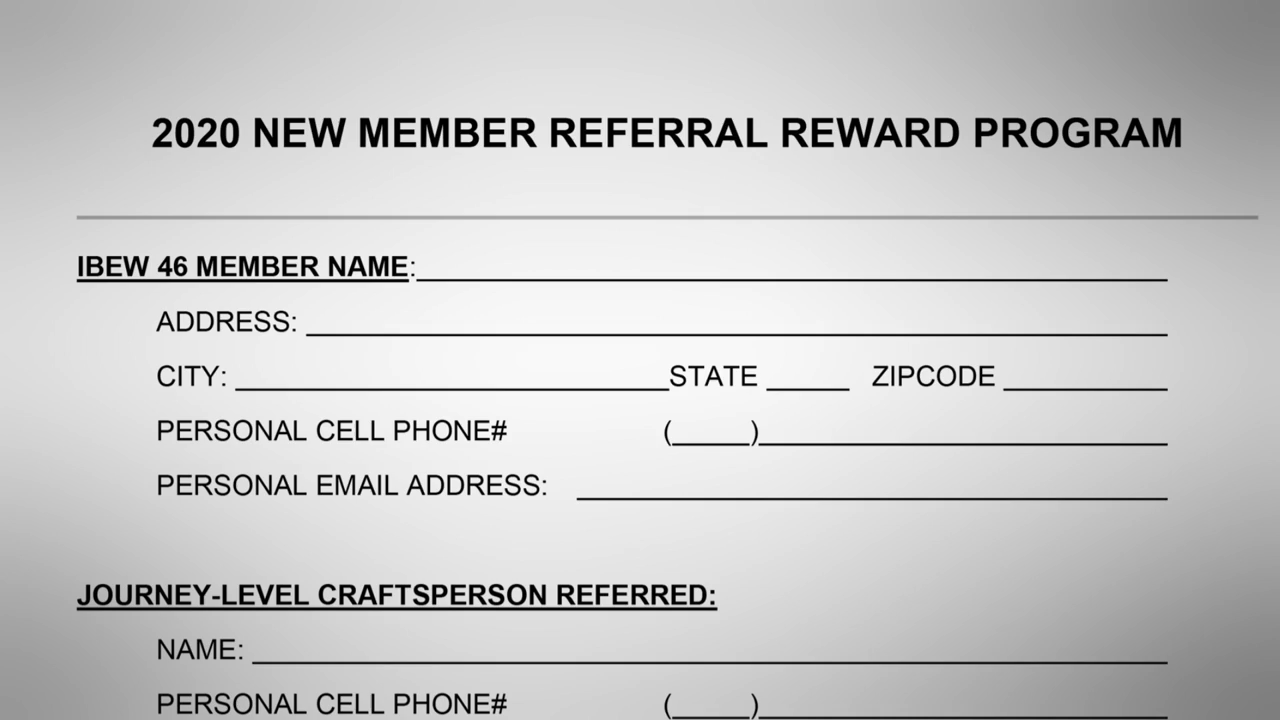 2020 NEW MEMBER REFERRAL REWARD PROGRAM
IBEW 46 MEMBER NAME:
ADDRESS:
CITY: STATE ZIPCODE
PERSONAL CELL PHONE# ( )
PERSONAL EMAIL ADDRESS:
JOURNEY-LEVEL CRAFTSPERSON REFERRED:
NAME:
PERSONAL CELL PHONE# ( )